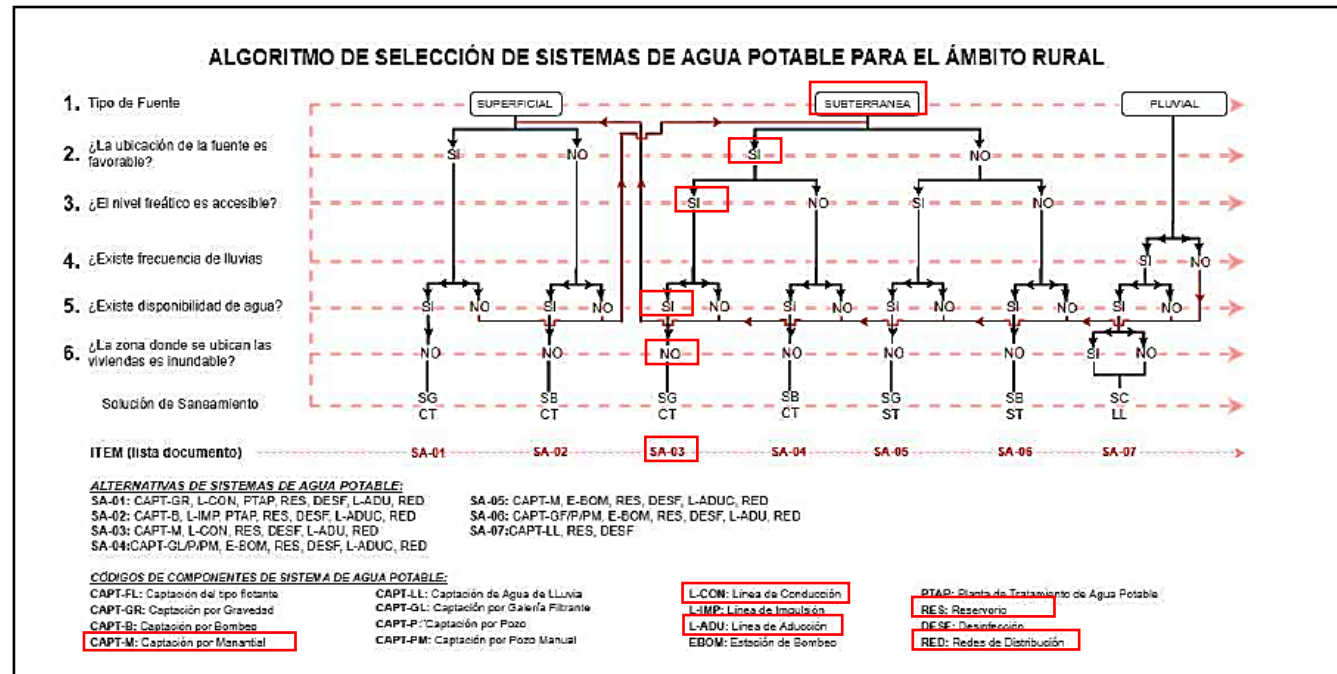 ALGORITMO DE SELECCIÓN DE SISTEMAS DE AGUA POTABLE PARA EL ÁMBITO RURAL
1. Tipo de Fuente SUPERFICIAL SUBTERRANEA PLUVIAL
2. ¿La ubicación de la fuente es favorable? SI NO SI NO
3. ¿El nivel freático es accesible? SI NO SI NO
4. ¿Existe frecuencia de lluvias SI NO
5. ¿Existe disponibilidad de agua? SI NO SI NO SI NO SI NO SI NO SI NO SI NO
6. ¿La zona donde se ubican las viviendas es inundable? NO NO NO NO NO NO SI NO
Solución de Saneamiento SG CT SB CT SG CT SB CT SG ST SB ST SC LL
ITEM (lista documento) SA-01 SA-02 SA-03 SA-04 SA-05 SA-06 SA-07
ALTERNATIVAS DE SISTEMAS DE AGUA POTABLE:
SA-01: CAPT-GR, L-CON, PTAP, RES, DESF, L-ADU, RED
SA-02: CAPT-B, L-IMP, PTAP, RES, DESF, L-ADUC, RED
SA-03: CAPT-M, L-CON, RES, DESF, L-ADU, RED
SA-04:CAPT-GL/P/PM, E-BOM, RES, DESF, L-ADUC, RED
SA-05: CAPT-M, E-BOM, RES, DESF, L-ADUC, RED
SA-06: CAPT-GF/P/PM, E-BOM, RES, DESF, L-ADU, RED
SA-07:CAPT-LL, RES, DESF
CÓDIGOS DE COMPONENTES DE SISTEMA DE AGUA POTABLE:
CAPT-FL: Captación del tipo flotante
CAPT-GR: Captación por Gravedad
CAPT-B: Captación por Bombeo
CAPT-M: Captación por Manantial
CAPT-LL: Captación de Agua de LLuvia
CAPT-GL: Captación por Galería Filtrante
CAPT-P: Captación por Pozo
CAPT-PM: Captación por Pozo Manual
L-CON: Línea de Conducción
L-IMP: Línea de Impulsión
L-ADU: Línea de Aducción
EBOM: Estación de Bombeo
PTAP: Planta de Tratamiento de Agua Potable
RES: Reservorio
DESF: Desinfección
RED: Redes de Distribución